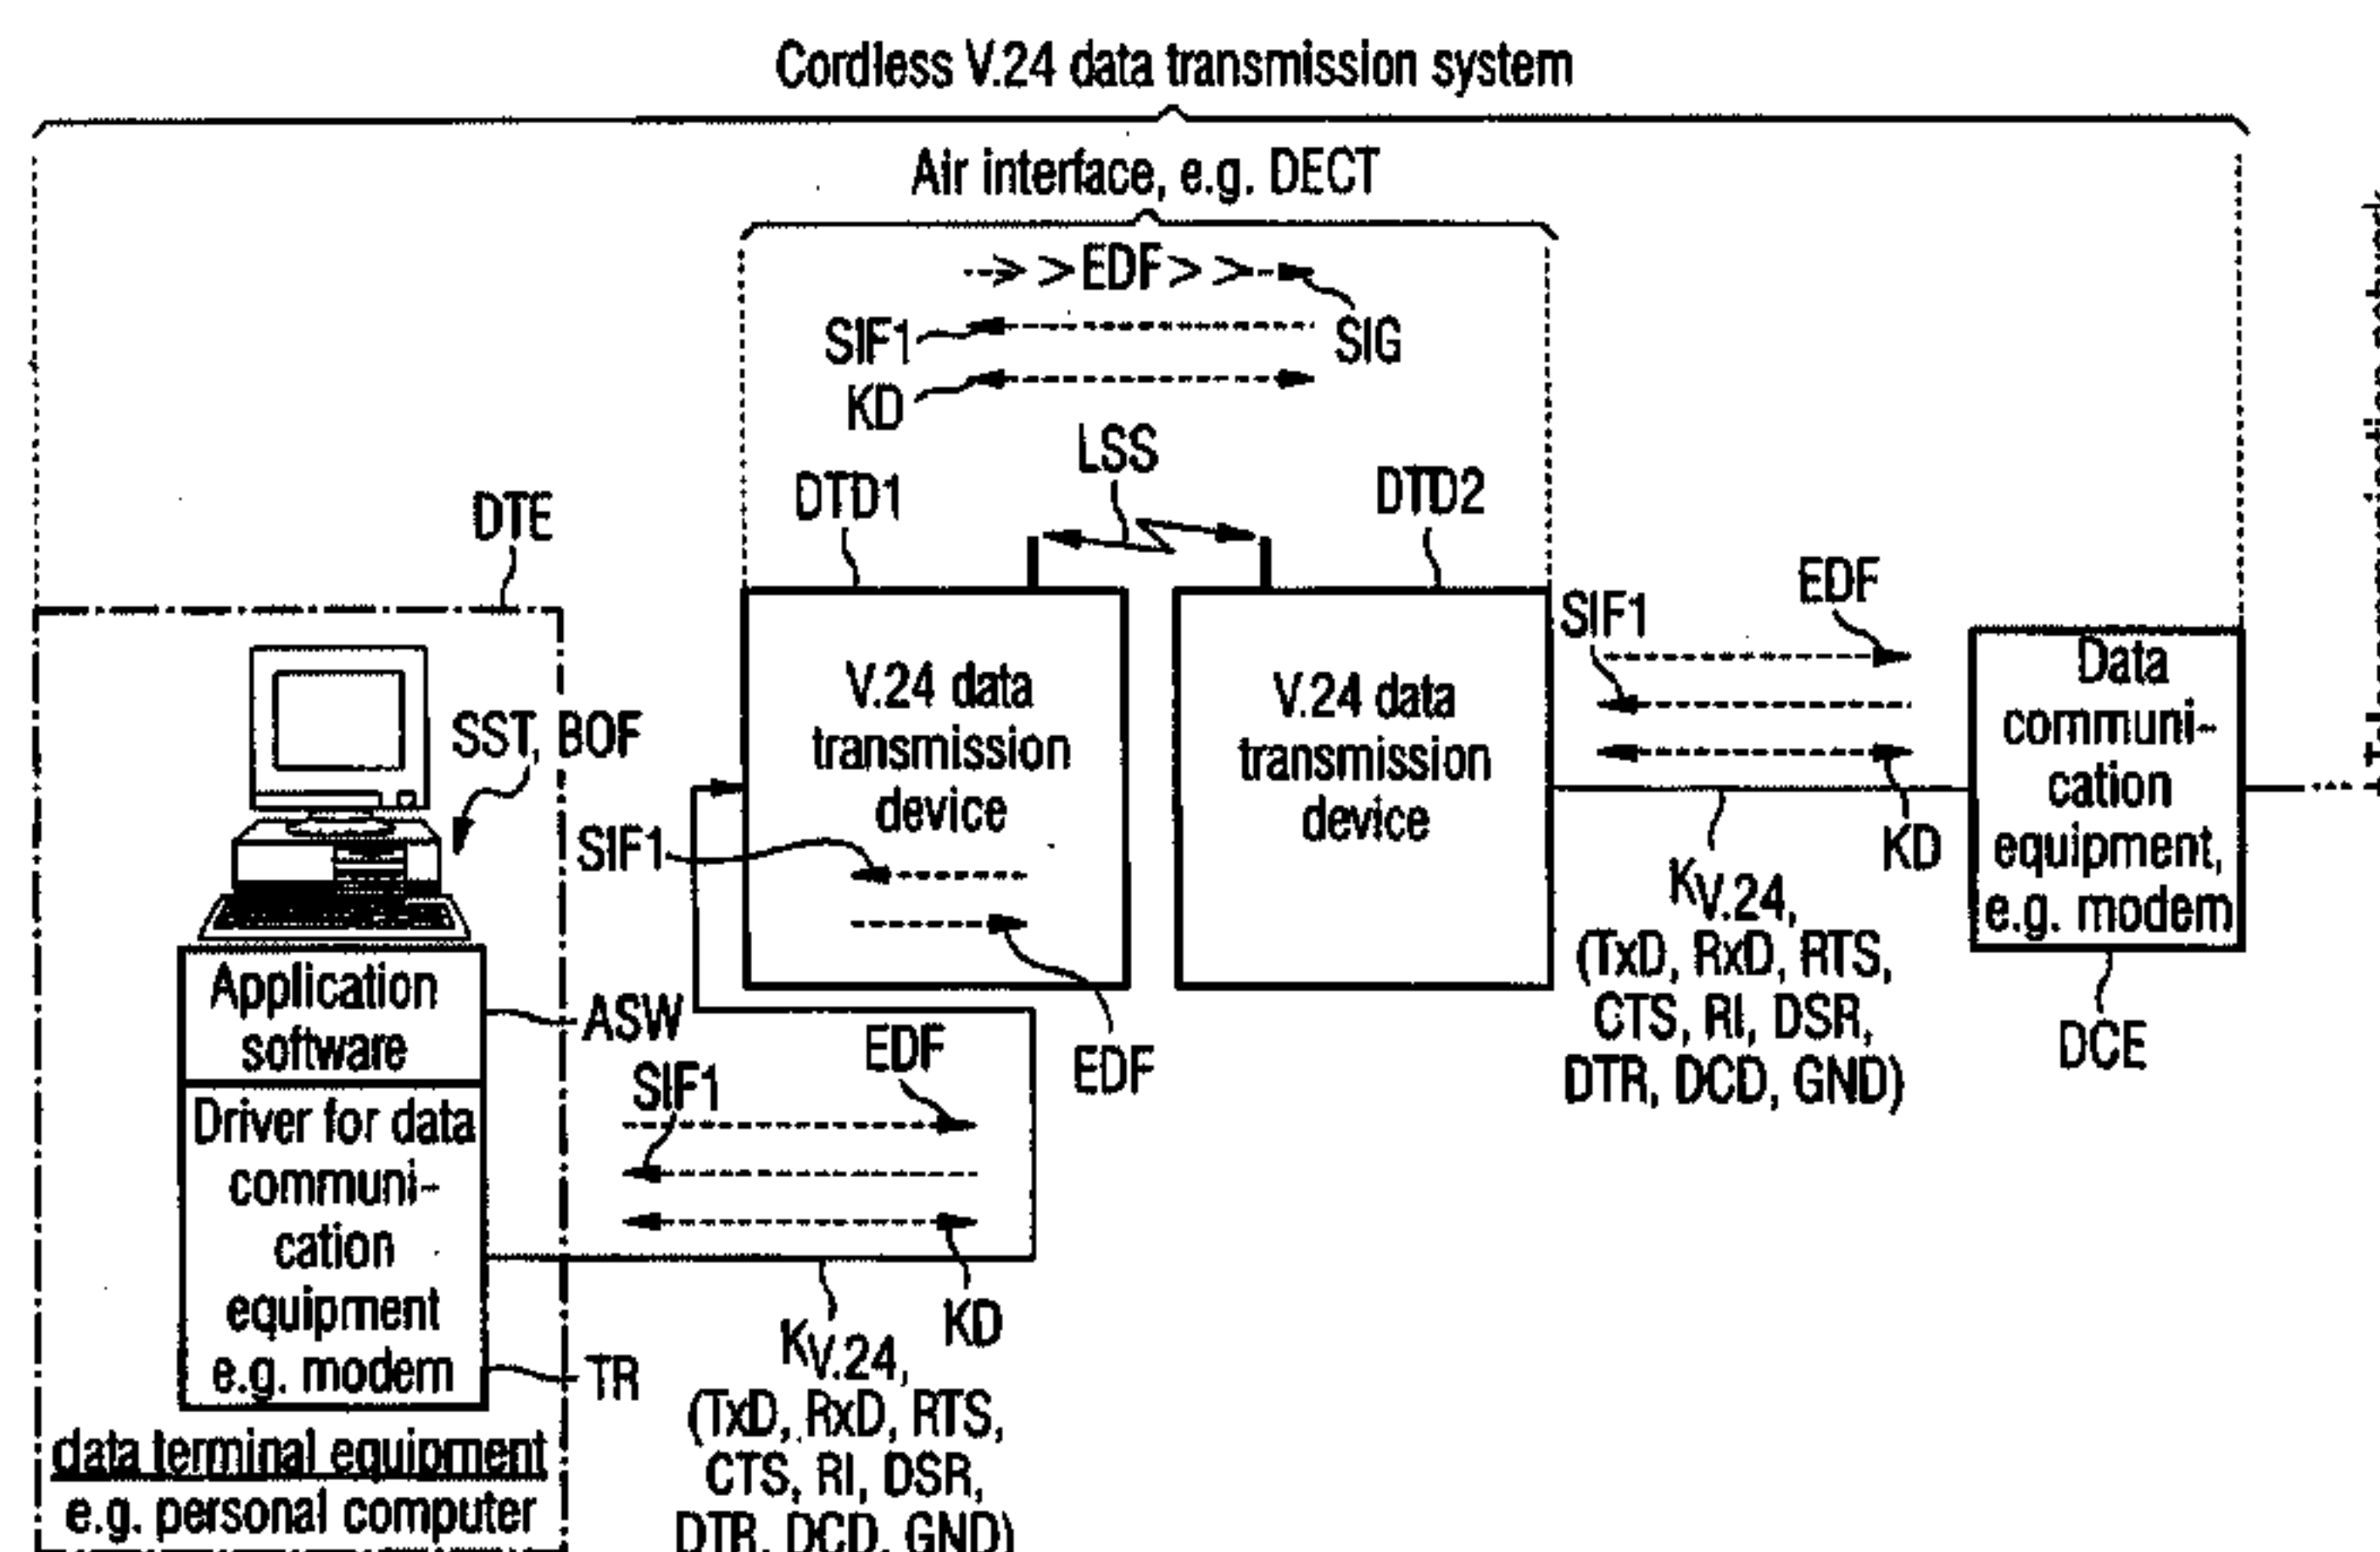 Cordless V.24 data transmission system
Air interface, e.g. DECT
> >EDF> >
SIF1
SIG
KD
LSS
DTD1
DTD2
DTE
EDF
SIF1
V.24 data
transmission
device
V.24 data
transmission
device
Data
communi-
cation
equipment,
e.g. modem
SST, BOF
SIF1
KD
KV.24,
(TxD, RxD, RTS,
CTS, RI, DSR,
DTR, DCD, GND)
DCE
Application
software
ASW
EDF
EDF
SIF1
Driver for data
communi-
cation
equipment
e.g. modem
KD
TR
KV.24,
(TxD, RxD, RTS,
CTS, RI, DSR,
DTR, DCD, GND)
data terminal equipment
e.g. personal computer